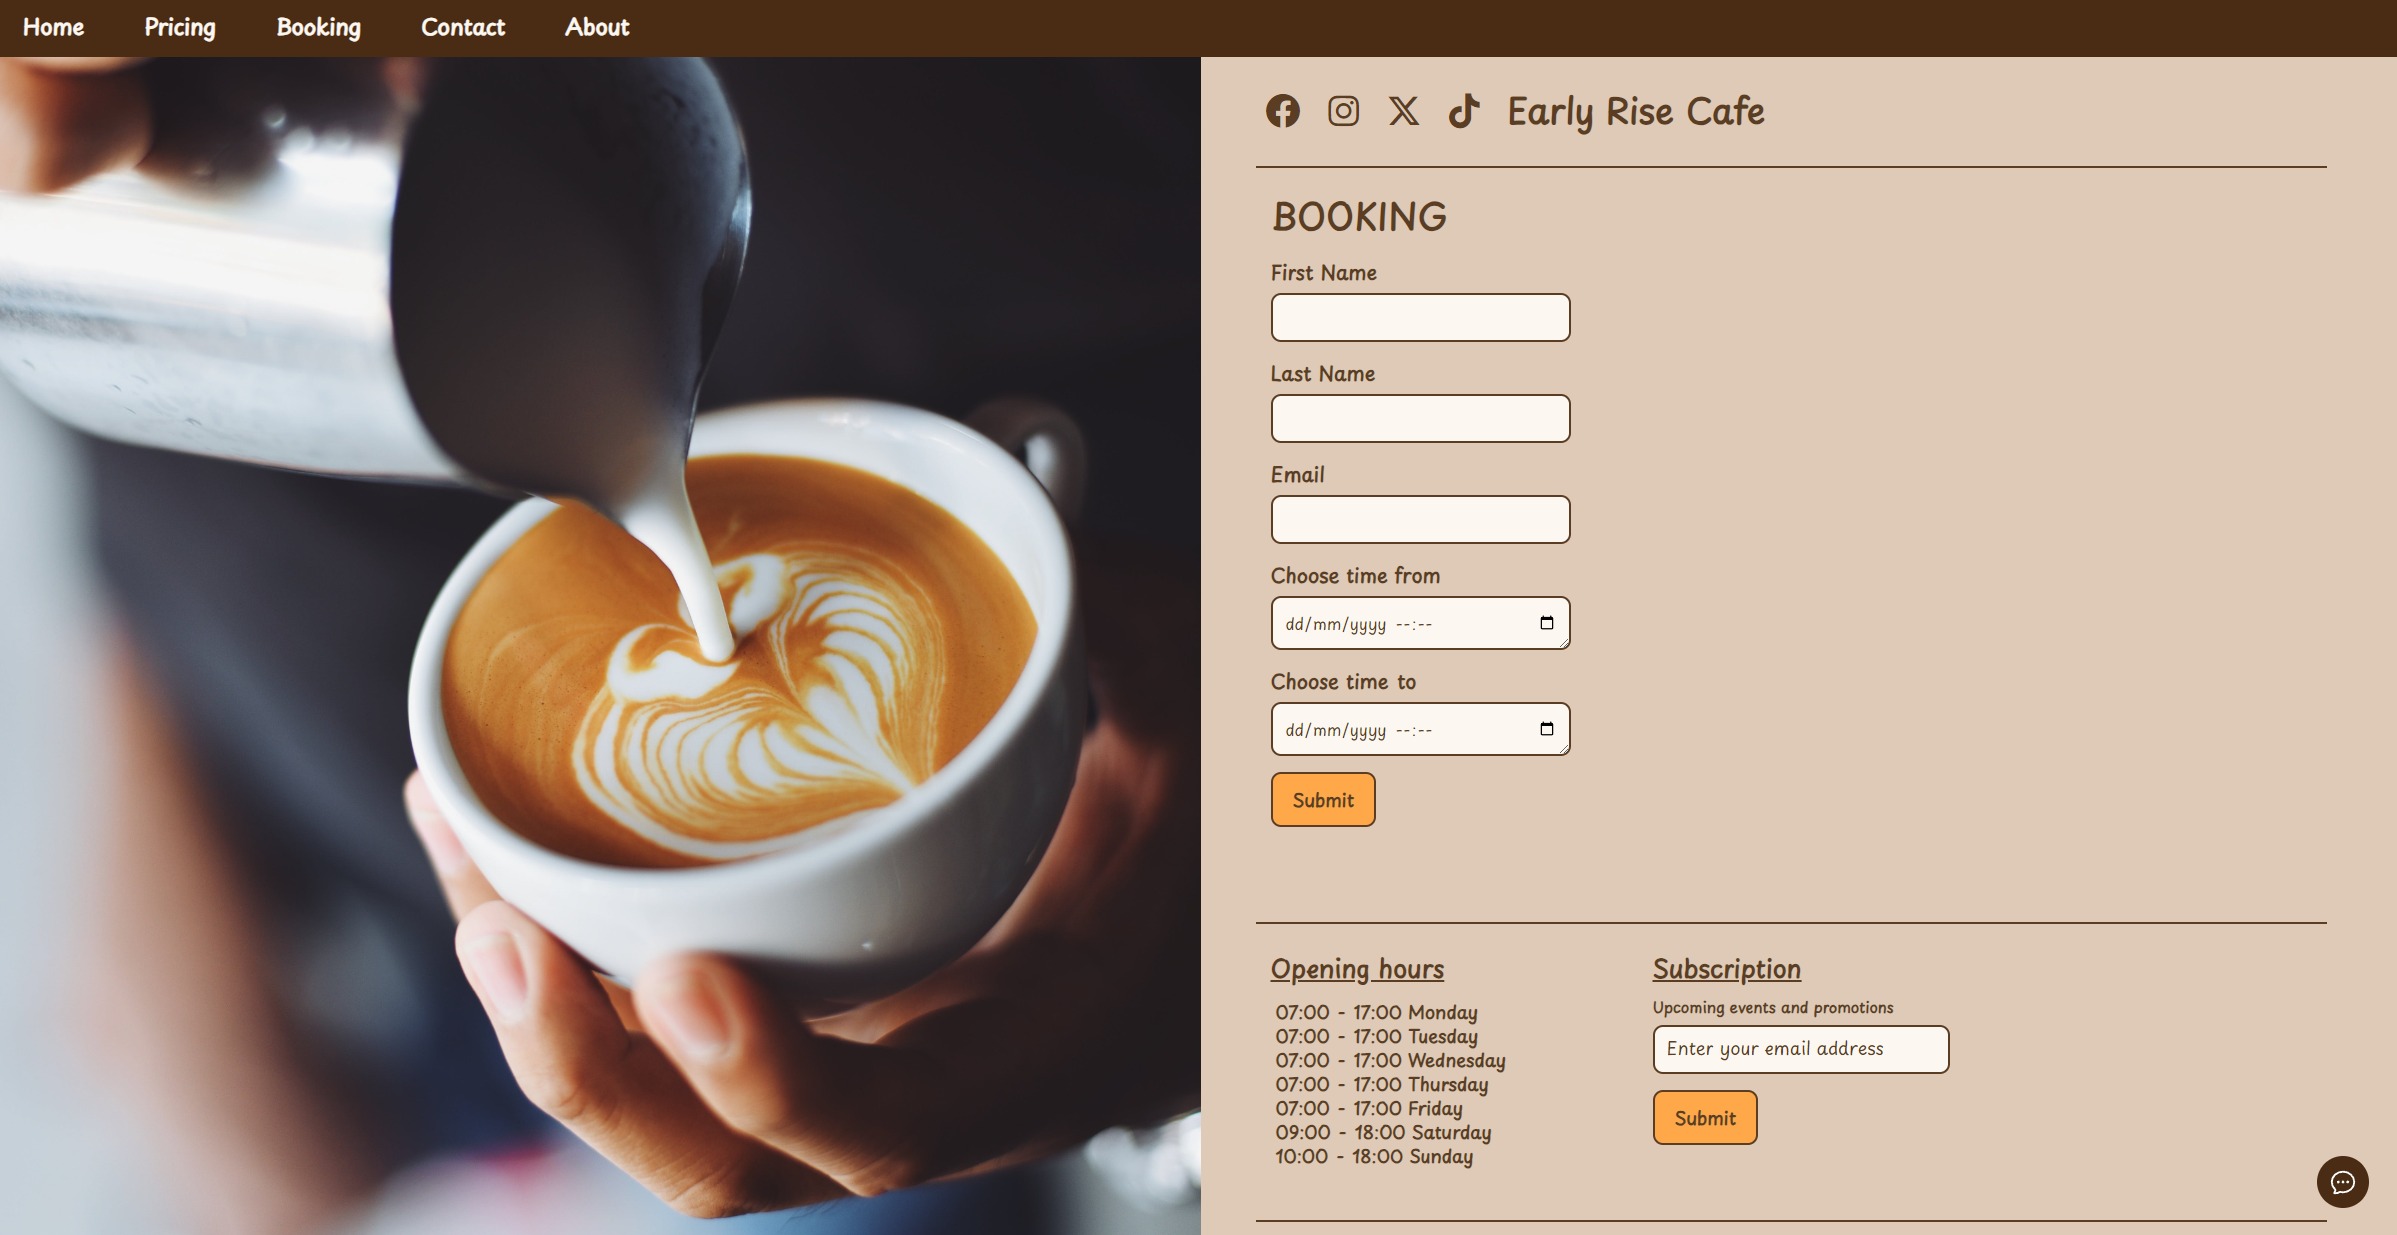 Home Pricing Booking Contact About
Early Rise Cafe
BOOKING
First Name
Last Name
Email
Choose time from
dd/mm/yyyy --:--
Choose time to
dd/mm/yyyy --:--
Submit
Opening hours
07:00 - 17:00 Monday
07:00 - 17:00 Tuesday
07:00 - 17:00 Wednesday
07:00 - 17:00 Thursday
07:00 - 17:00 Friday
09:00 - 18:00 Saturday
10:00 - 18:00 Sunday
Subscription
Upcoming events and promotions
Enter your email address
Submit